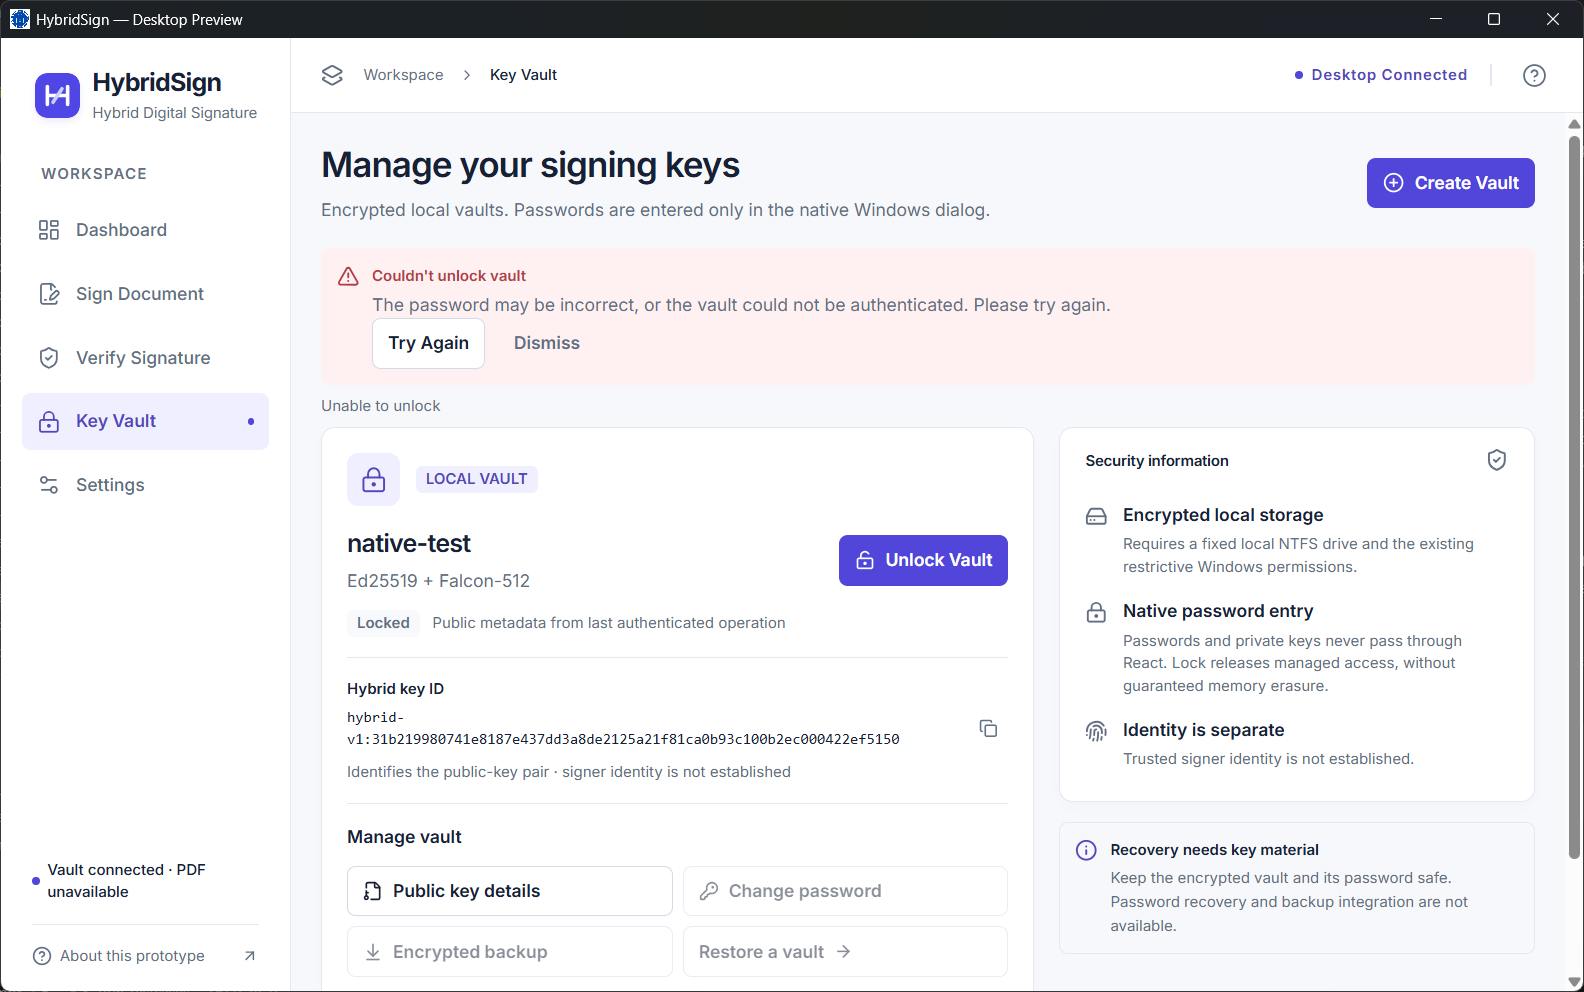 HybridSign — Desktop Preview
HybridSign
Hybrid Digital Signature
WORKSPACE
Dashboard
Sign Document
Verify Signature
Key Vault
Settings
Vault connected · PDF
unavailable
About this prototype
Workspace
Key Vault
Desktop Connected
Manage your signing keys
Encrypted local vaults. Passwords are entered only in the native Windows dialog.
Create Vault
Couldn't unlock vault
The password may be incorrect, or the vault could not be authenticated. Please try again.
Try Again
Dismiss
Unable to unlock
LOCAL VAULT
native-test
Ed25519 + Falcon-512
Unlock Vault
Locked
Public metadata from last authenticated operation
Hybrid key ID
hybrid-
v1:31b219980741e8187e437dd3a8de2125a21f81ca0b93c100b2ec000422ef5150
Identifies the public-key pair · signer identity is not established
Manage vault
Public key details
Change password
Encrypted backup
Restore a vault
Security information
Encrypted local storage
Requires a fixed local NTFS drive and the existing
restrictive Windows permissions.
Native password entry
Passwords and private keys never pass through
React. Lock releases managed access, without
guaranteed memory erasure.
Identity is separate
Trusted signer identity is not established.
Recovery needs key material
Keep the encrypted vault and its password safe.
Password recovery and backup integration are not
available.